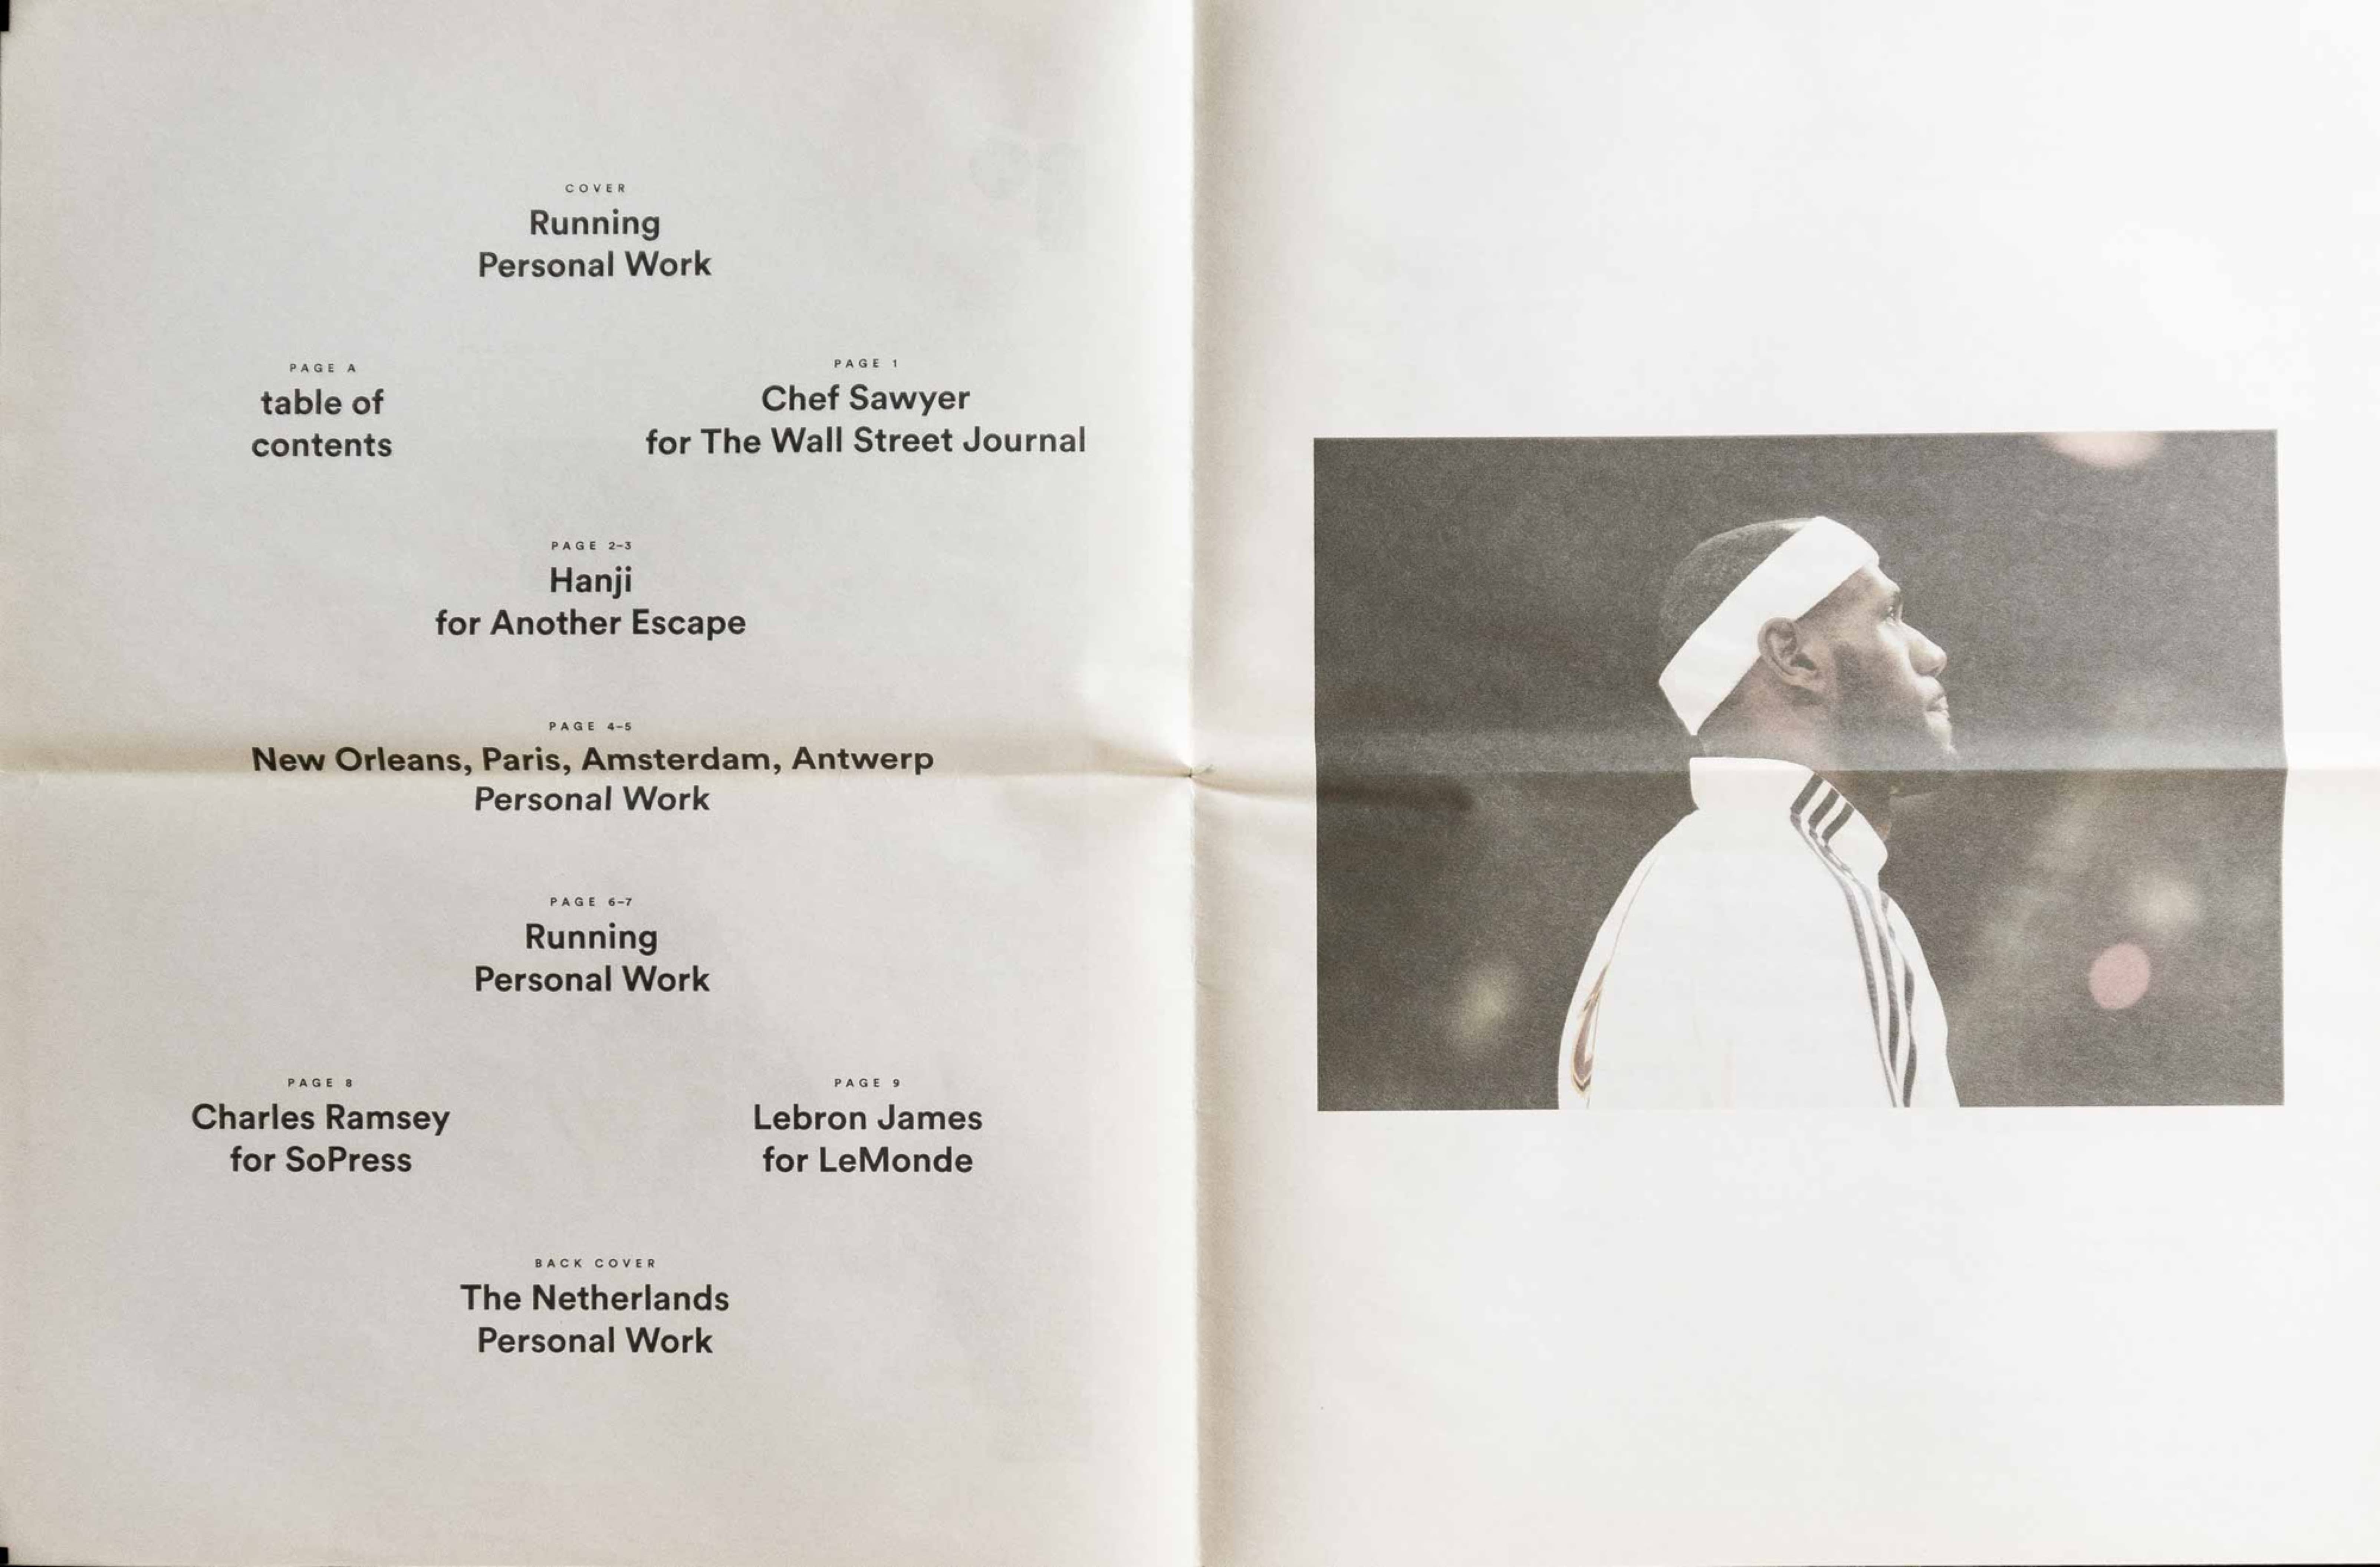 COVER
Running
Personal Work
PAGE A
table of
contents
PAGE 1
Chef Sawyer
for The Wall Street Journal
PAGE 2-3
Hanji
for Another Escape
PAGE 4-5
New Orleans, Paris, Amsterdam, Antwerp
Personal Work
PAGE 6-7
Running
Personal Work
PAGE 8
Charles Ramsey
for SoPress
PAGE 9
Lebron James
for LeMonde
BACK COVER
The Netherlands
Personal Work